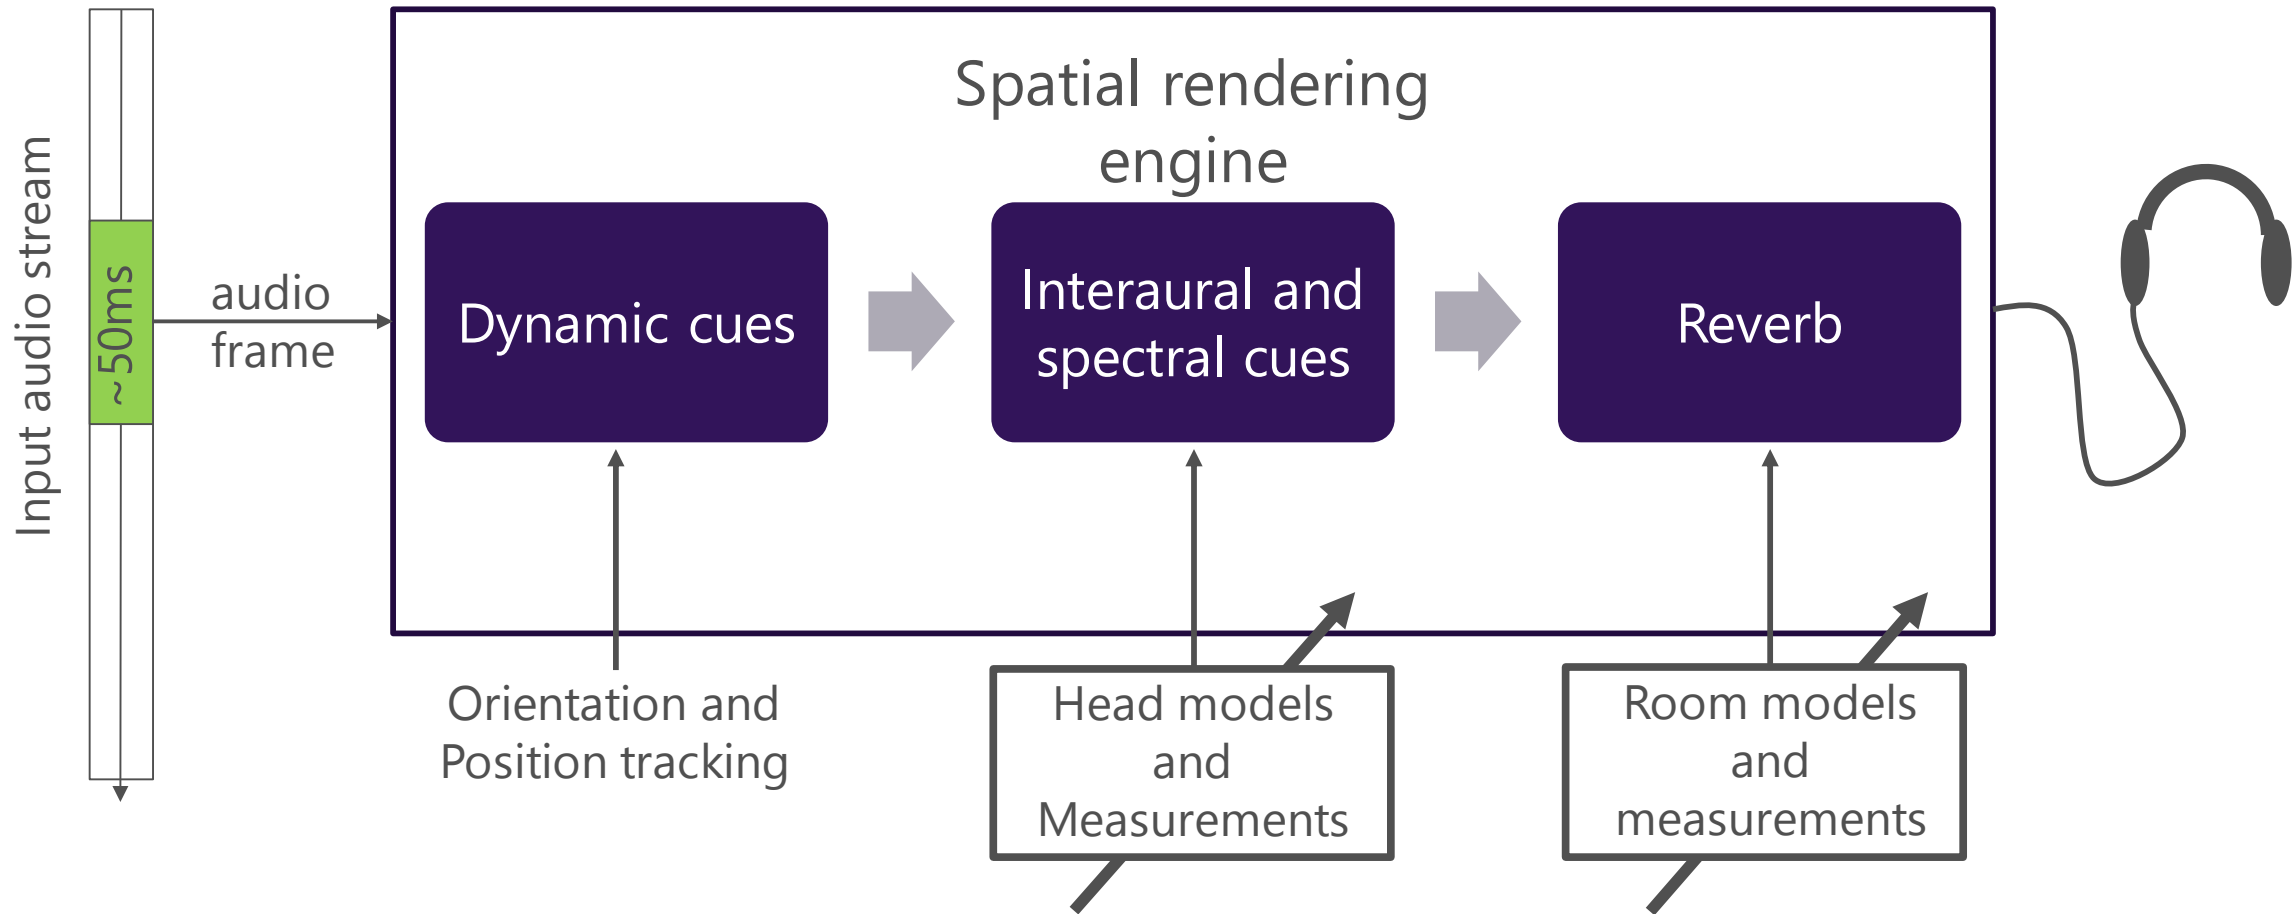 Input audio stream
~50ms
audio
frame
Spatial rendering
engine
Dynamic cues
Interaural and
spectral cues
Reverb
Orientation and
Position tracking
Head models
and
Measurements
Room models
and
measurements